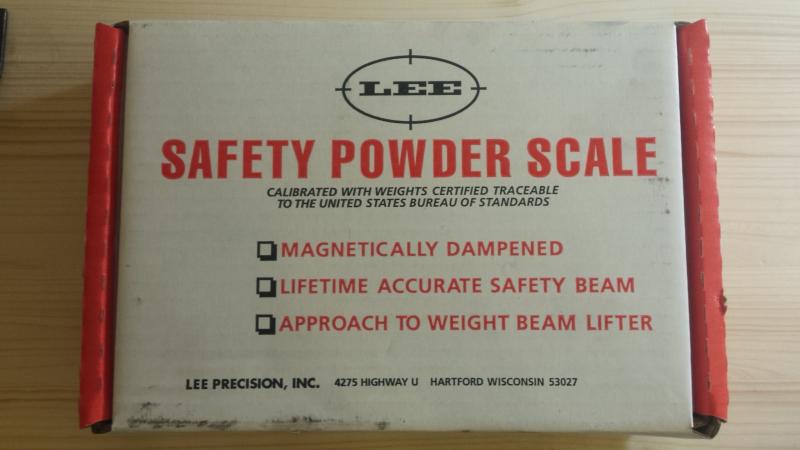 LEE
SAFETY POWDER SCALE
CALIBRATED WITH WEIGHTS CERTIFIED TRACEABLE
TO THE UNITED STATES BUREAU OF STANDARDS
MAGNETICALLY DAMPENED
LIFETIME ACCURATE SAFETY BEAM
APPROACH TO WEIGHT BEAM LIFTER
LEE PRECISION, INC. 4275 HIGHWAY U HARTFORD WISCONSIN 53027